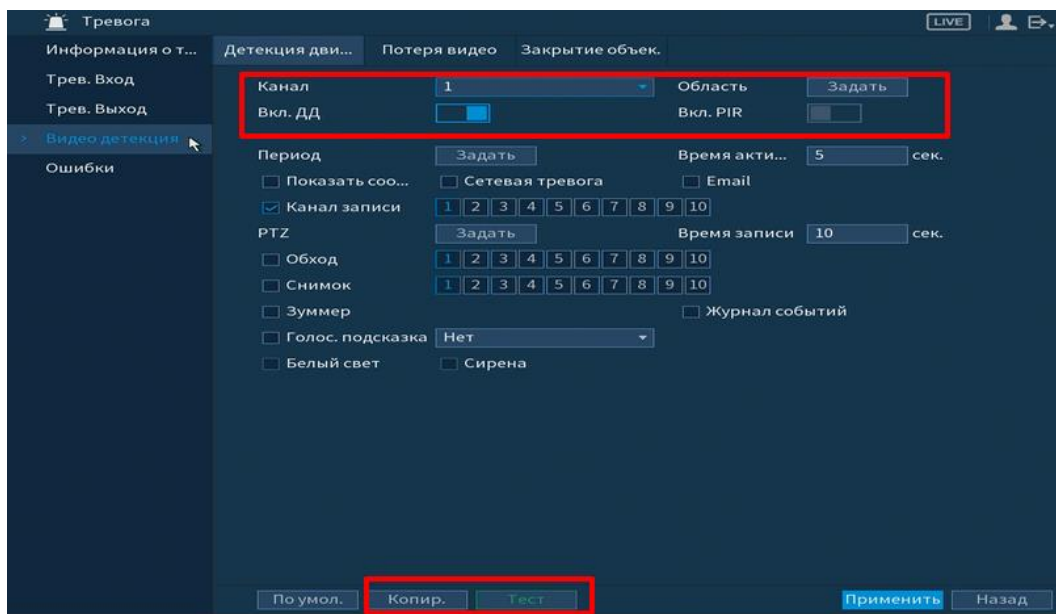 Тревога LIVE
Информация о т...
Трев. Вход
Трев. Выход
Видео детекция
Ошибки
Детекция дви... Потеря видео Закрытие объек.
Канал 1 Область Задать
Вкл. ДД Вкл. PIR
Период Задать Время акти... 5 сек.
Показать соо... Сетевая тревога Email
Канал записи 1 2 3 4 5 6 7 8 9 10
PTZ Задать Время записи 10 сек.
Обход 1 2 3 4 5 6 7 8 9 10
Снимок 1 2 3 4 5 6 7 8 9 10
Зуммер Журнал событий
Голос. подсказка Нет
Белый свет Сирена
По умол. Копир. Тест Применить Назад